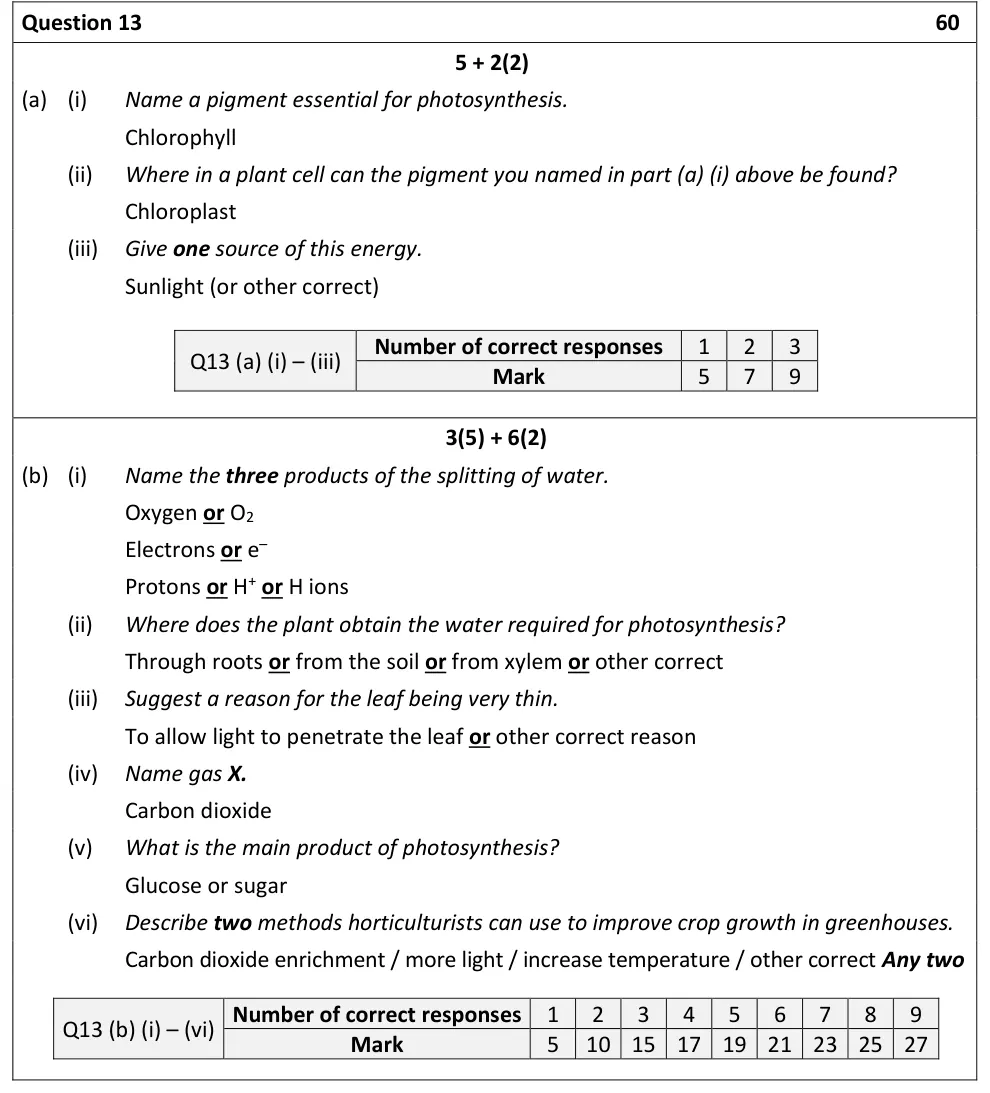 Question 13 60
5 + 2(2)
(a) (i) Name a pigment essential for photosynthesis.
Chlorophyll
(ii) Where in a plant cell can the pigment you named in part (a) (i) above be found?
Chloroplast
(iii) Give one source of this energy.
Sunlight (or other correct)
Q13 (a) (i) – (iii) Number of correct responses 1 2 3
Mark 5 7 9
3(5) + 6(2)
(b) (i) Name the three products of the splitting of water.
Oxygen or O₂
Electrons or e⁻
Protons or H⁺ or H ions
(ii) Where does the plant obtain the water required for photosynthesis?
Through roots or from the soil or from xylem or other correct
(iii) Suggest a reason for the leaf being very thin.
To allow light to penetrate the leaf or other correct reason
(iv) Name gas X.
Carbon dioxide
(v) What is the main product of photosynthesis?
Glucose or sugar
(vi) Describe two methods horticulturists can use to improve crop growth in greenhouses.
Carbon dioxide enrichment / more light / increase temperature / other correct Any two
Q13 (b) (i) – (vi) Number of correct responses 1 2 3 4 5 6 7 8 9
Mark 5 10 15 17 19 21 23 25 27